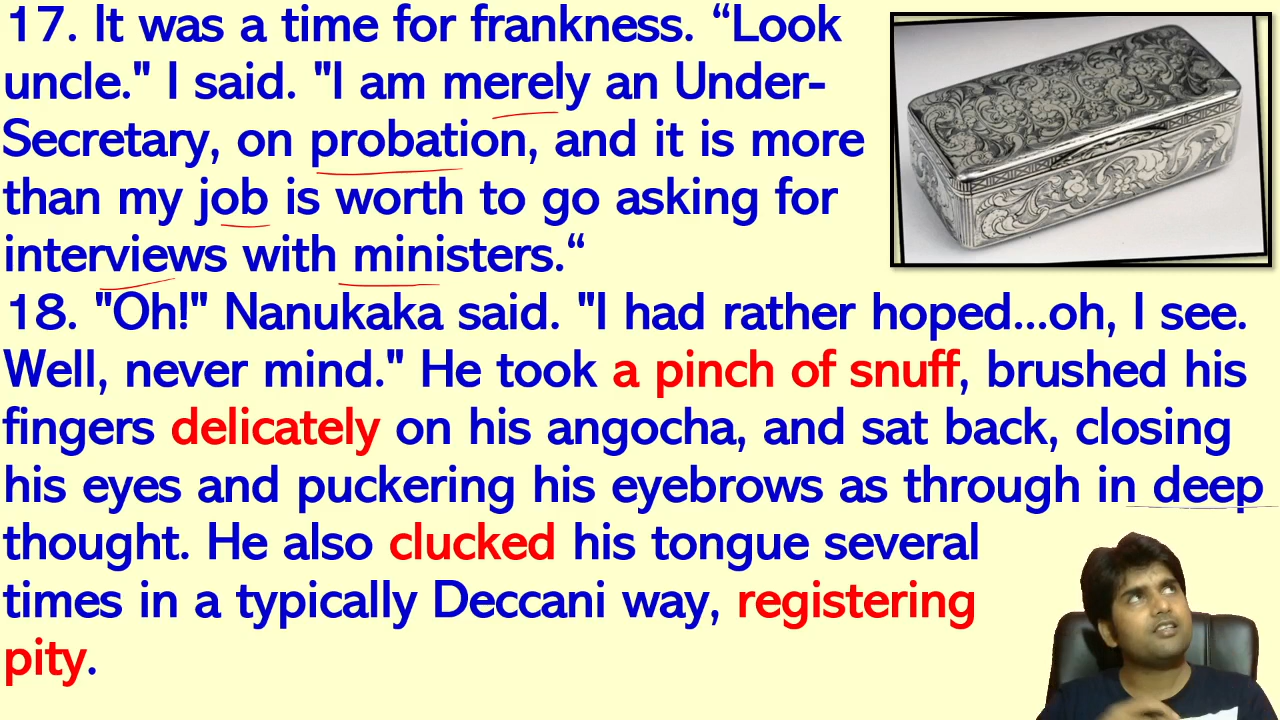 17. It was a time for frankness. “Look
uncle." I said. "I am merely an Under-
Secretary, on probation, and it is more
than my job is worth to go asking for
interviews with ministers.“
18. "Oh!" Nanukaka said. "I had rather hoped...oh, I see.
Well, never mind." He took a pinch of snuff, brushed his
fingers delicately on his angocha, and sat back, closing
his eyes and puckering his eyebrows as through in deep
thought. He also clucked his tongue several
times in a typically Deccani way, registering
pity.